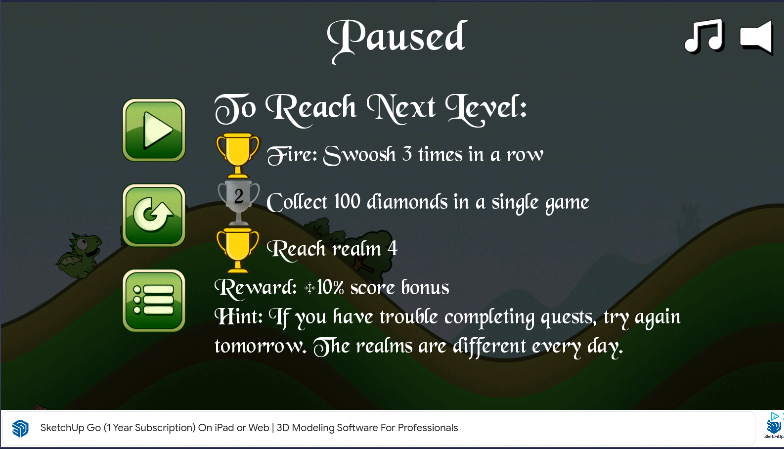 Paused
To Reach Next Level:
Fire: Swoosh 3 times in a row
2
Collect 100 diamonds in a single game
Reach realm 4
Reward: +10% score bonus
Hint: If you have trouble completing quests, try again
tomorrow. The realms are different every day.
SketchUp Go (1 Year Subscription) On iPad or Web | 3D Modeling Software For Professionals